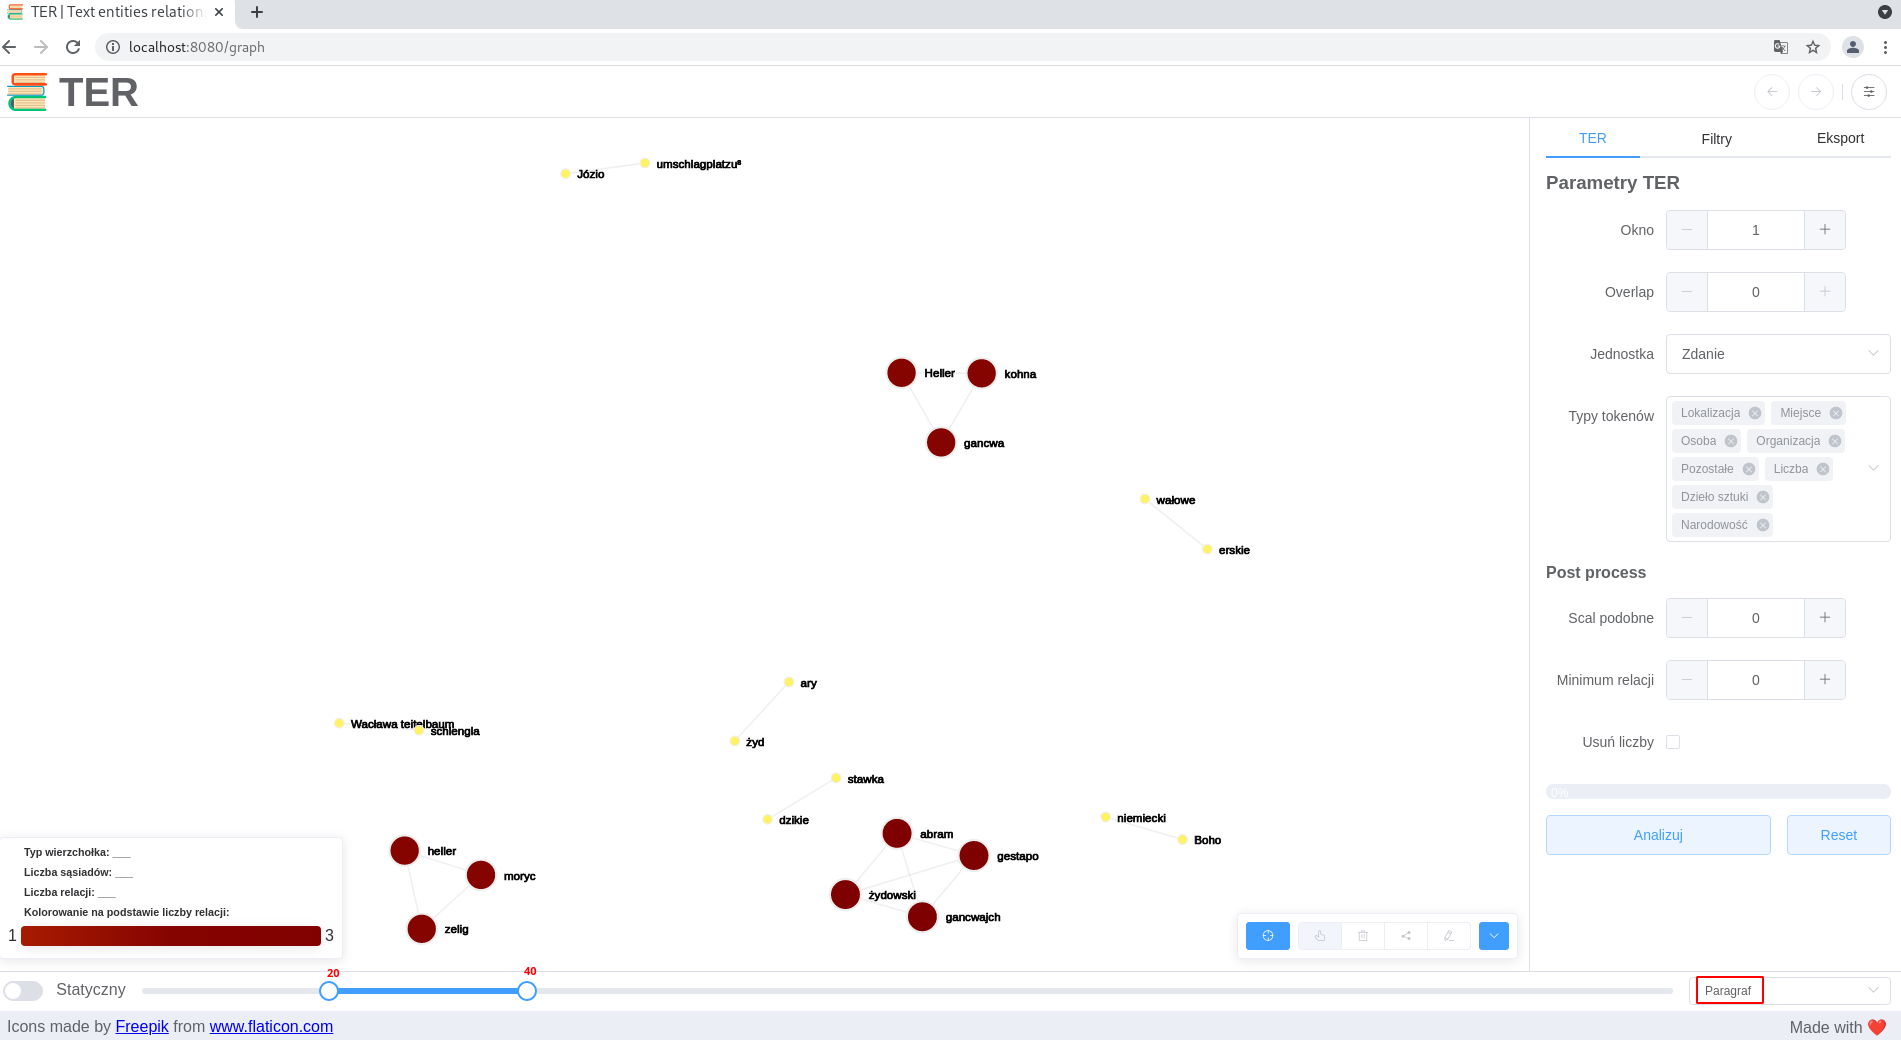 TER | Text entities relation
localhost:8080/graph
TER
TER Filtry Eksport
Parametry TER
Okno 1
Overlap 0
Jednostka Zdanie
Typy tokenów Lokalizacja Miejsce
Osoba Organizacja
Pozostałe Liczba
Dzieło sztuki
Narodowość
Post process
Scal podobne 0
Minimum relacji 0
Usuń liczby
0%
Analizuj Reset
Józio
umschlagplatzu⁸
Heller
kohna
gancwa
wałowe
erskie
ary
żyd
Wacława teitelbaum
schlengla
stawka
dzikie
niemiecki
Boho
abram
gestapo
żydowski
gancwajch
heller
moryc
zelig
Typ wierzchołka: ___
Liczba sąsiadów: ___
Liczba relacji: ___
Kolorowanie na podstawie liczby relacji:
1 3
Statyczny 20 40 Paragraf
Icons made by Freepik from www.flaticon.com
Made with ❤️